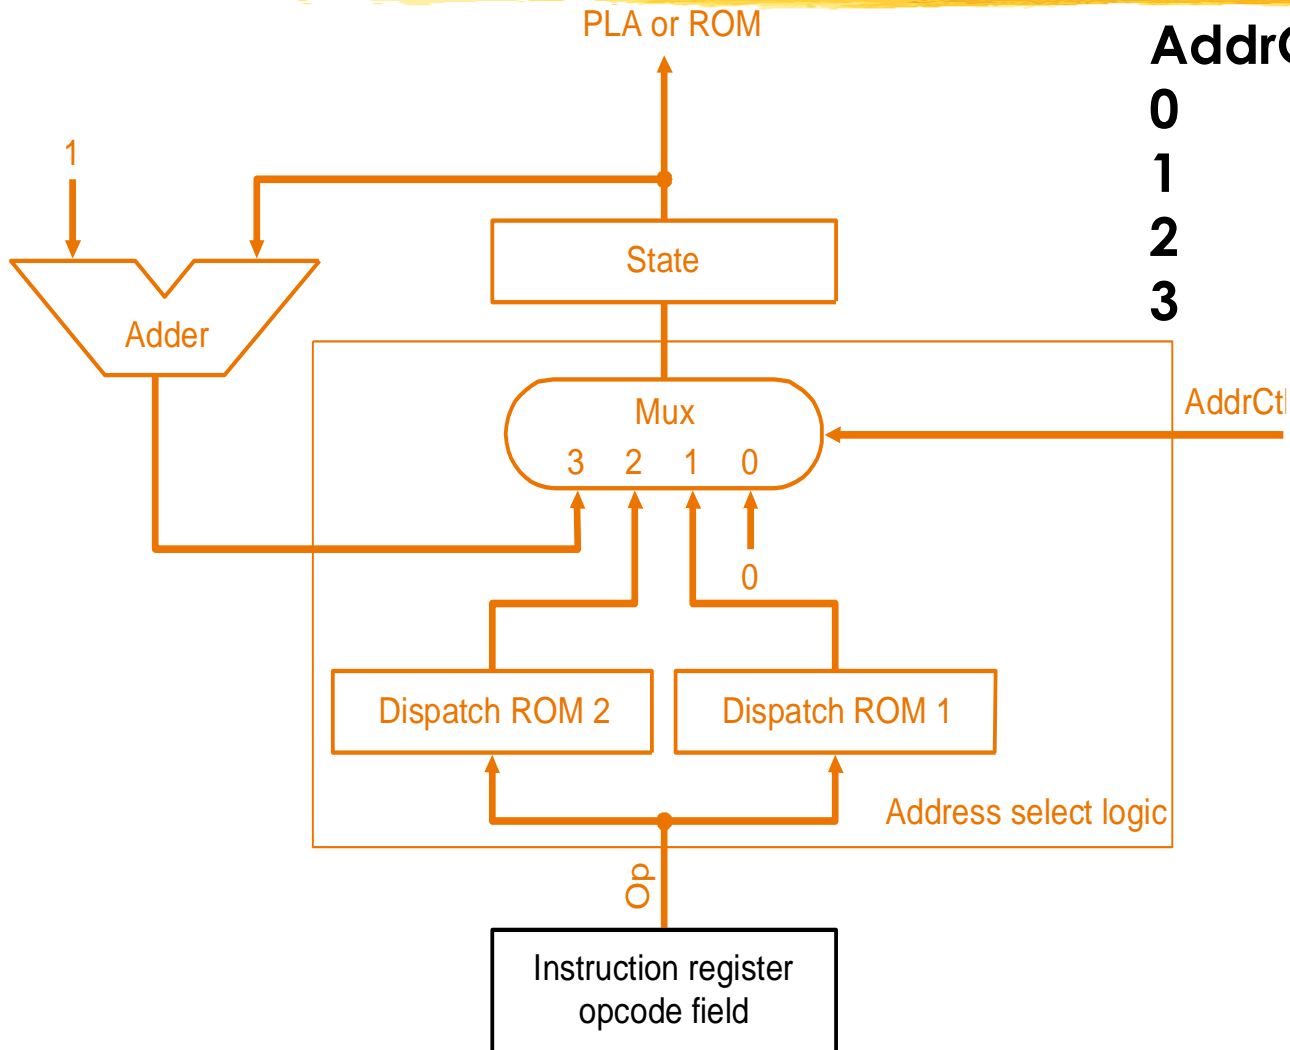 PLA or ROM
AddrC
0
1
2
3
1
State
Adder
AddrCtl
Mux
3 2 1 0
0
Dispatch ROM 2
Dispatch ROM 1
Address select logic
Op
Instruction register
opcode field